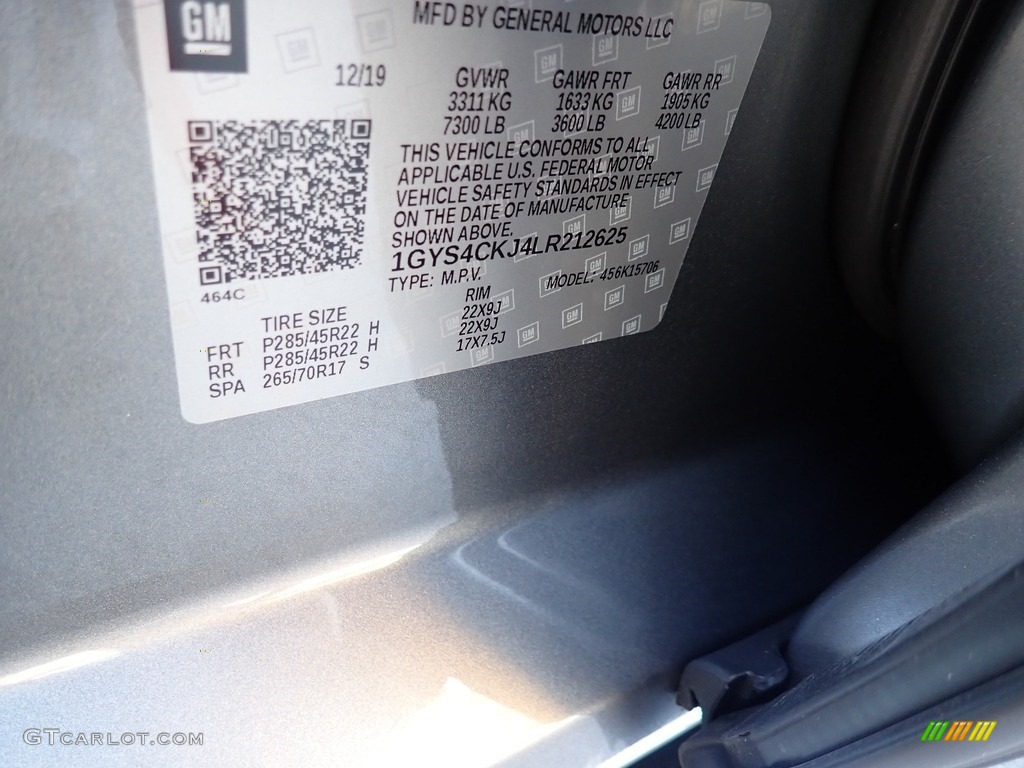 GM
MFD BY GENERAL MOTORS LLC
12/19 GVWR GAWR FRT GAWR RR
3311 KG 1633 KG 1905 KG
7300 LB 3600 LB 4200 LB
THIS VEHICLE CONFORMS TO ALL
APPLICABLE U.S. FEDERAL MOTOR
VEHICLE SAFETY STANDARDS IN EFFECT
ON THE DATE OF MANUFACTURE
SHOWN ABOVE.
1GYS4CKJ4LR212625
TYPE: M.P.V. MODEL: 456K15706
464C
TIRE SIZE RIM
FRT P285/45R22 H 22X9J
RR P285/45R22 H 22X9J
SPA 265/70R17 S 17X7.5J
GTCARLOT.COM